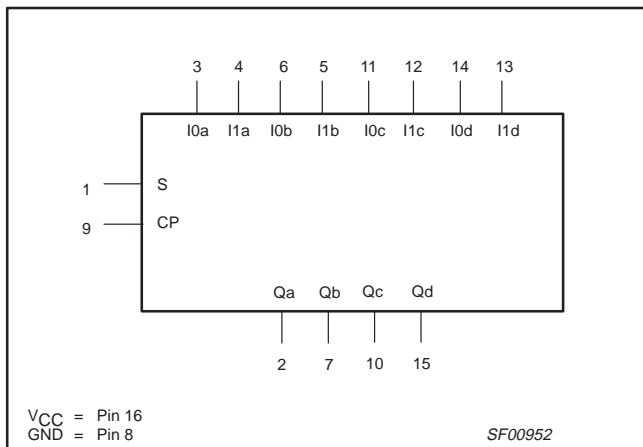 3 4 6 5 11 12 14 13
I0a I1a I0b I1b I0c I1c I0d I1d
1 S
9 CP
Qa Qb Qc Qd
2 7 10 15
VCC = Pin 16
GND = Pin 8
SF00952